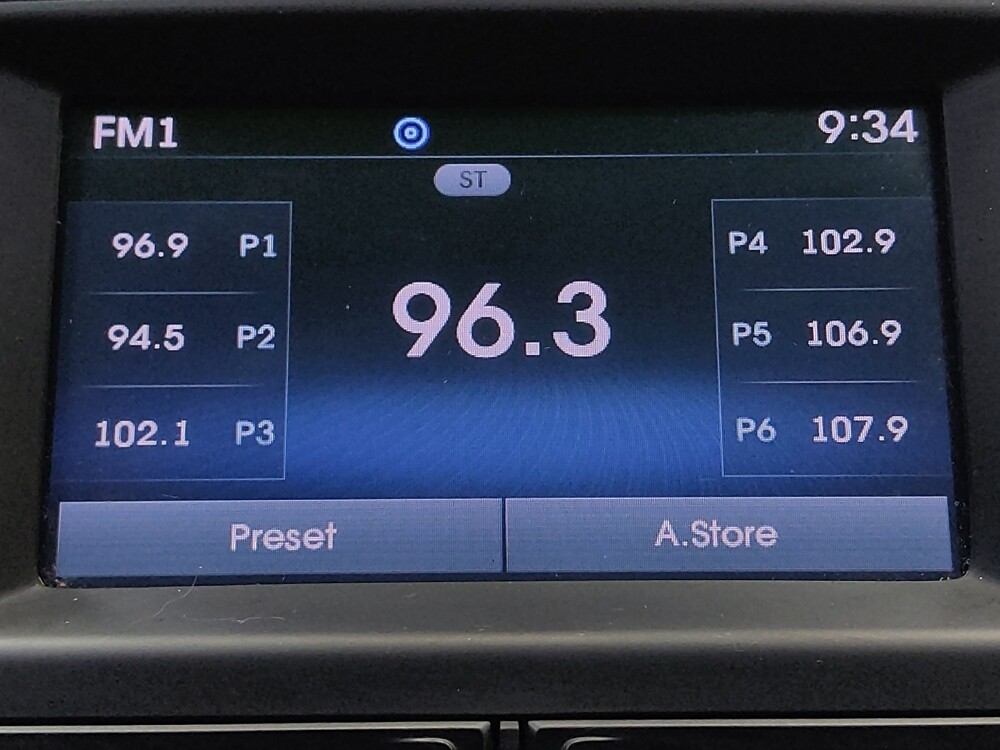 FM1 9:34
ST
96.9 P1
94.5 P2
102.1 P3
96.3
P4 102.9
P5 106.9
P6 107.9
Preset A.Store